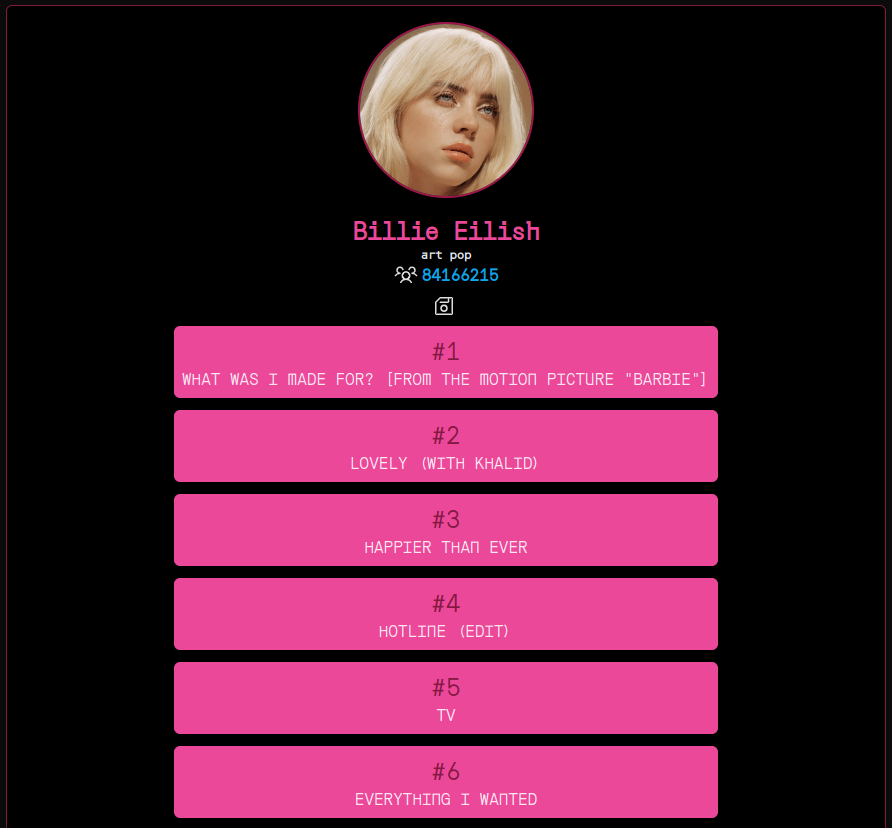 Billie Eilish
art pop
84166215
#1
WHAT WAS I MADE FOR? [FROM THE MOTION PICTURE "BARBIE"]
#2
LOVELY (WITH KHALID)
#3
HAPPIER THAN EVER
#4
HOTLINE (EDIT)
#5
TV
#6
EVERYTHING I WANTED